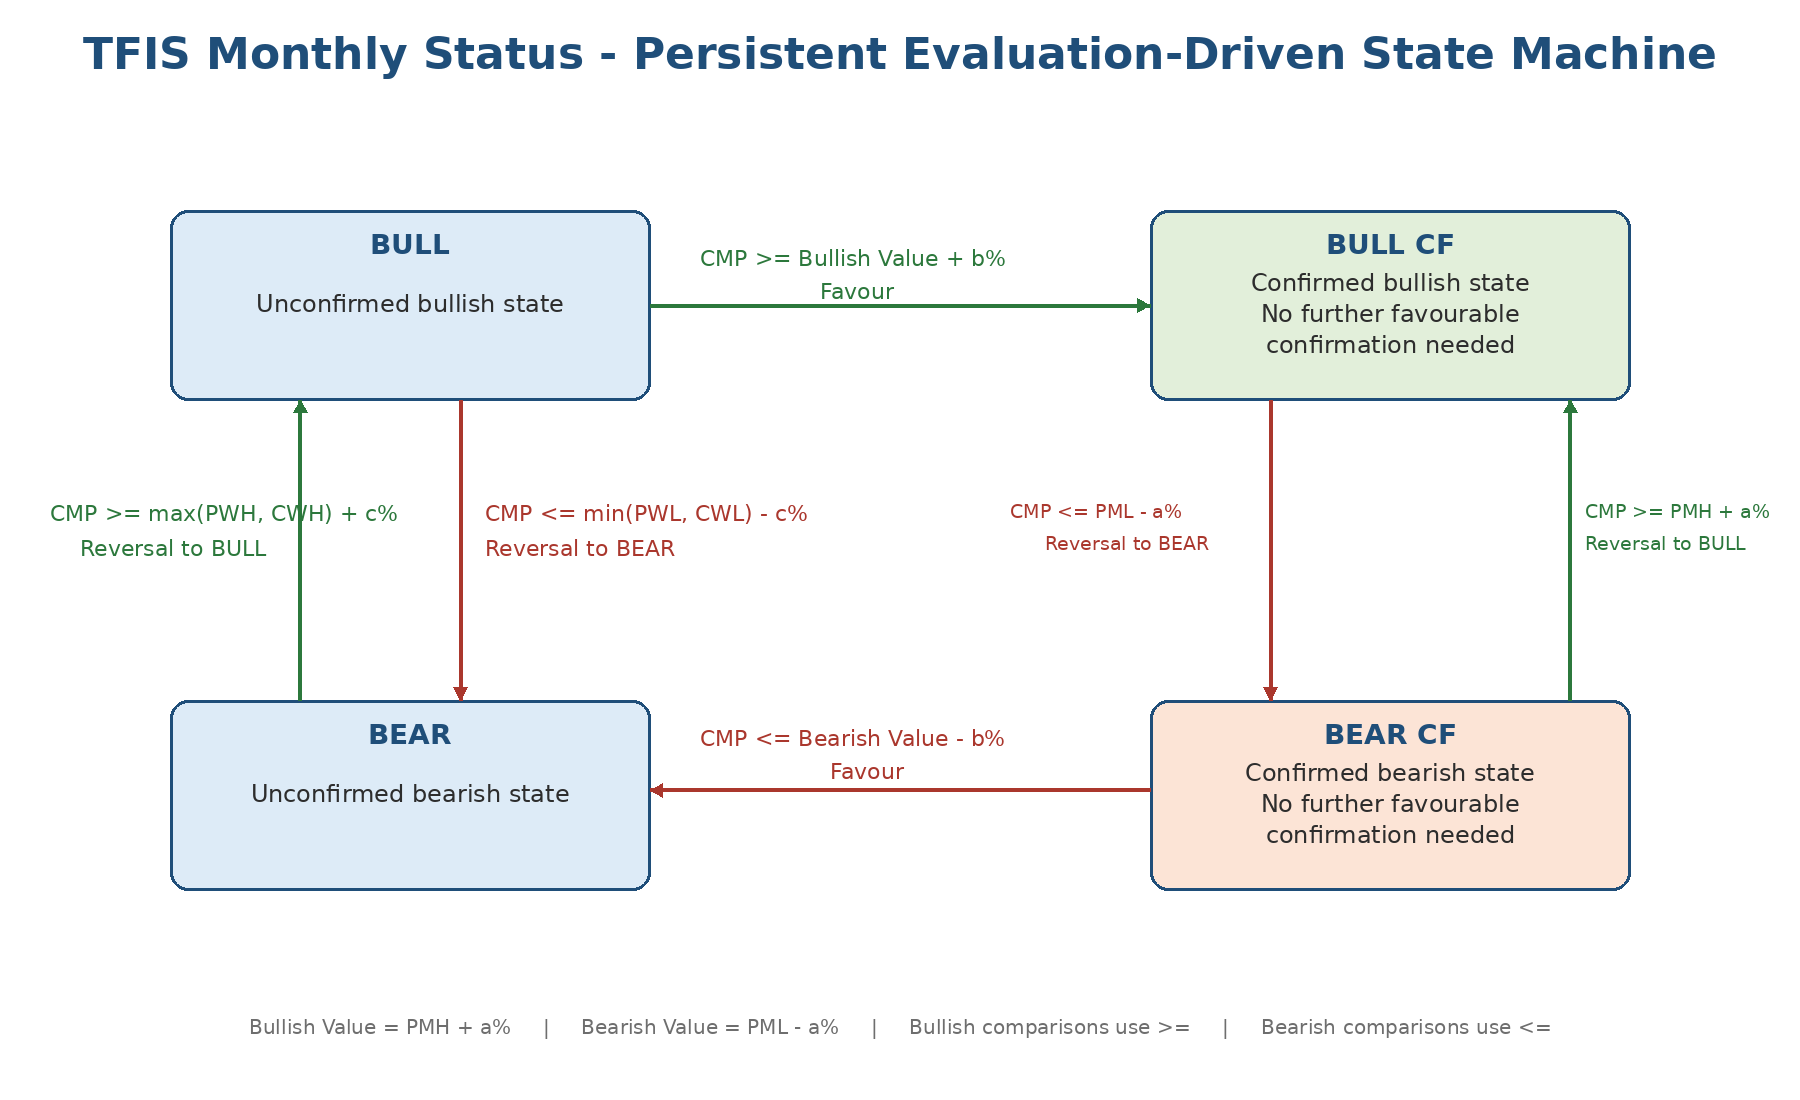 TFIS Monthly Status - Persistent Evaluation-Driven State Machine
BULL
Unconfirmed bullish state
CMP >= Bullish Value + b%
Favour
BULL CF
Confirmed bullish state
No further favourable
confirmation needed
CMP >= max(PWH, CWH) + c%
Reversal to BULL
CMP <= min(PWL, CWL) - c%
Reversal to BEAR
CMP <= PML - a%
Reversal to BEAR
CMP >= PMH + a%
Reversal to BULL
BEAR
Unconfirmed bearish state
CMP <= Bearish Value - b%
Favour
BEAR CF
Confirmed bearish state
No further favourable
confirmation needed
Bullish Value = PMH + a% | Bearish Value = PML - a% | Bullish comparisons use >= | Bearish comparisons use <=